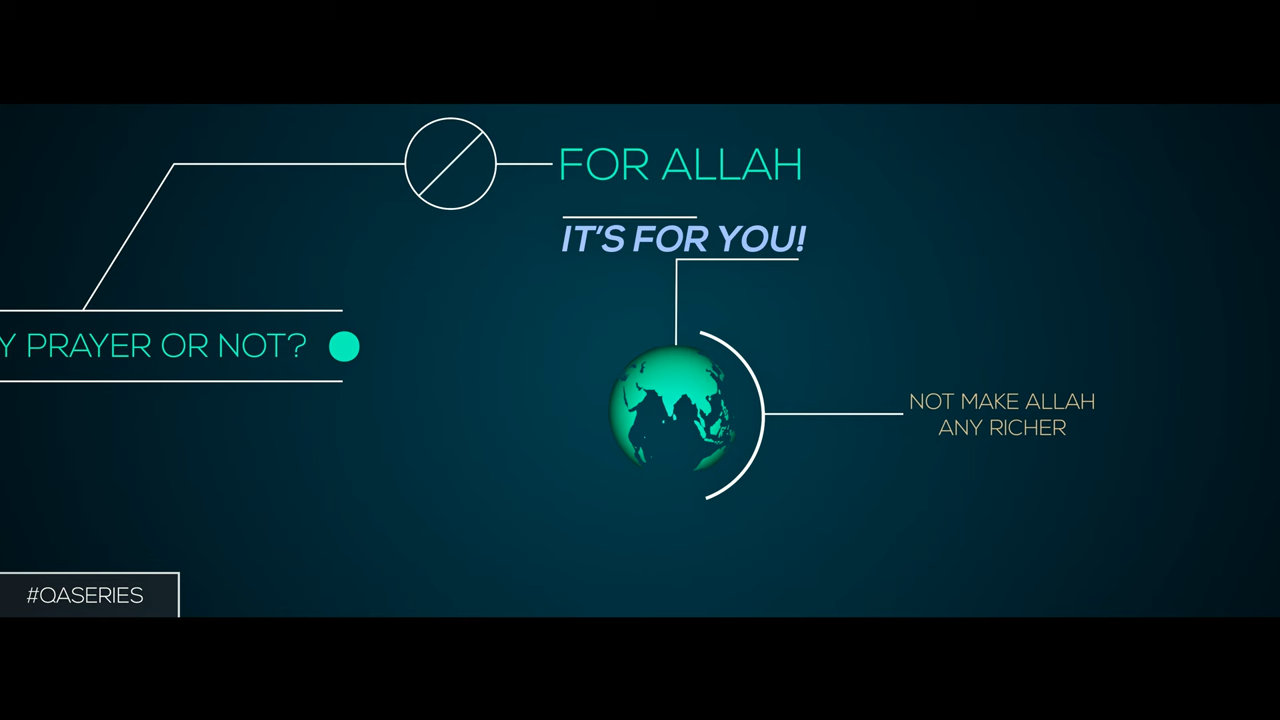 FOR ALLAH
IT'S FOR YOU!
Y PRAYER OR NOT?
NOT MAKE ALLAH
ANY RICHER
#QASERIES